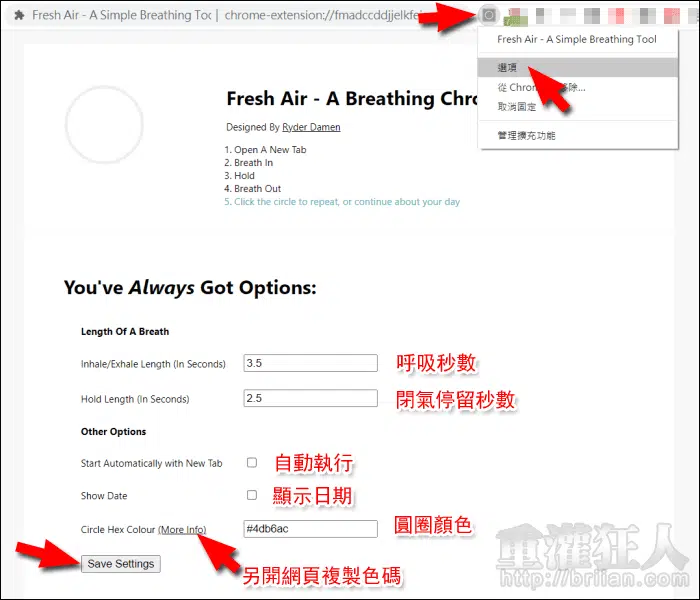 Fresh Air - A Simple Breathing Toc | chrome-extension://fmadccddjjelkfe
Fresh Air - A Simple Breathing Tool
選項
從 Chrom 移除...
取消固定
管理擴充功能
Fresh Air - A Breathing Chro
Designed By Ryder Damen
1. Open A New Tab
2. Breath In
3. Hold
4. Breath Out
5. Click the circle to repeat, or continue about your day
You've Always Got Options:
Length Of A Breath
Inhale/Exhale Length (In Seconds) 3.5 呼吸秒數
Hold Length (In Seconds) 2.5 閉氣停留秒數
Other Options
Start Automatically with New Tab 自動執行
Show Date 顯示日期
Circle Hex Colour (More Info) #4db6ac 圓圈顏色
Save Settings 另開網頁複製色碼
重灌狂人
http://briian.com